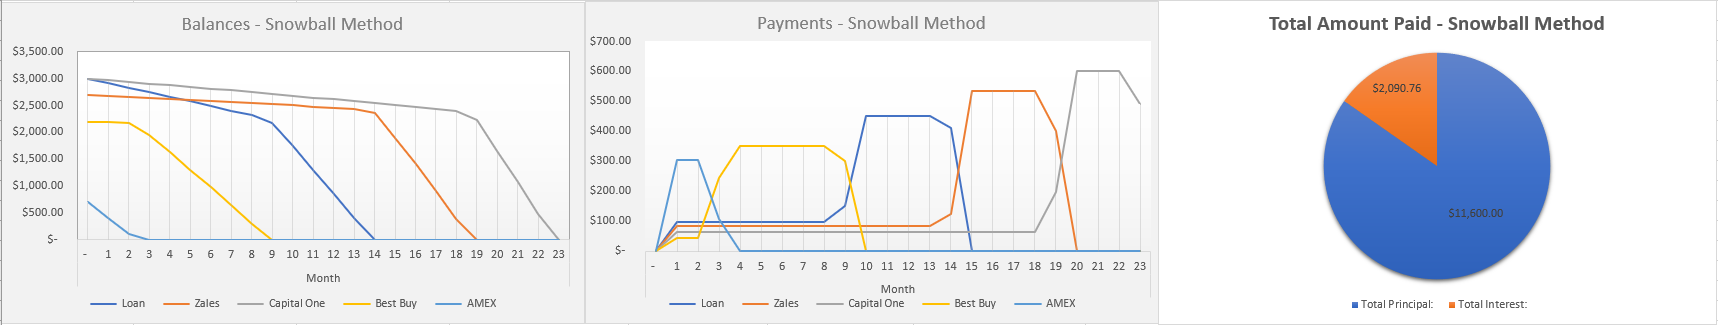 Balances - Snowball Method
$3,500.00
$3,000.00
$2,500.00
$2,000.00
$1,500.00
$1,000.00
$500.00
$-
- 1 2 3 4 5 6 7 8 9 10 11 12 13 14 15 16 17 18 19 20 21 22 23
Month
Loan Zales Capital One Best Buy AMEX
Payments - Snowball Method
$700.00
$600.00
$500.00
$400.00
$300.00
$200.00
$100.00
$-
- 1 2 3 4 5 6 7 8 9 10 11 12 13 14 15 16 17 18 19 20 21 22 23
Month
Loan Zales Capital One Best Buy AMEX
Total Amount Paid - Snowball Method
$2,090.76
$11,600.00
Total Principal: Total Interest: